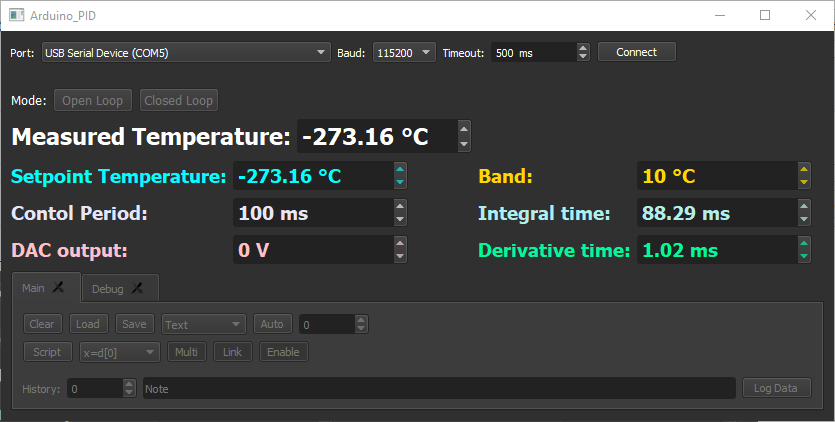 Arduino_PID
Port: USB Serial Device (COM5) Baud: 115200 Timeout: 500 ms Connect
Mode: Open Loop Closed Loop
Measured Temperature: -273.16 °C
Setpoint Temperature: -273.16 °C Band: 10 °C
Contol Period: 100 ms Integral time: 88.29 ms
DAC output: 0 V Derivative time: 1.02 ms
Main Debug
Clear Load Save Text Auto 0
Script x=d[0] Multi Link Enable
History: 0 Note Log Data